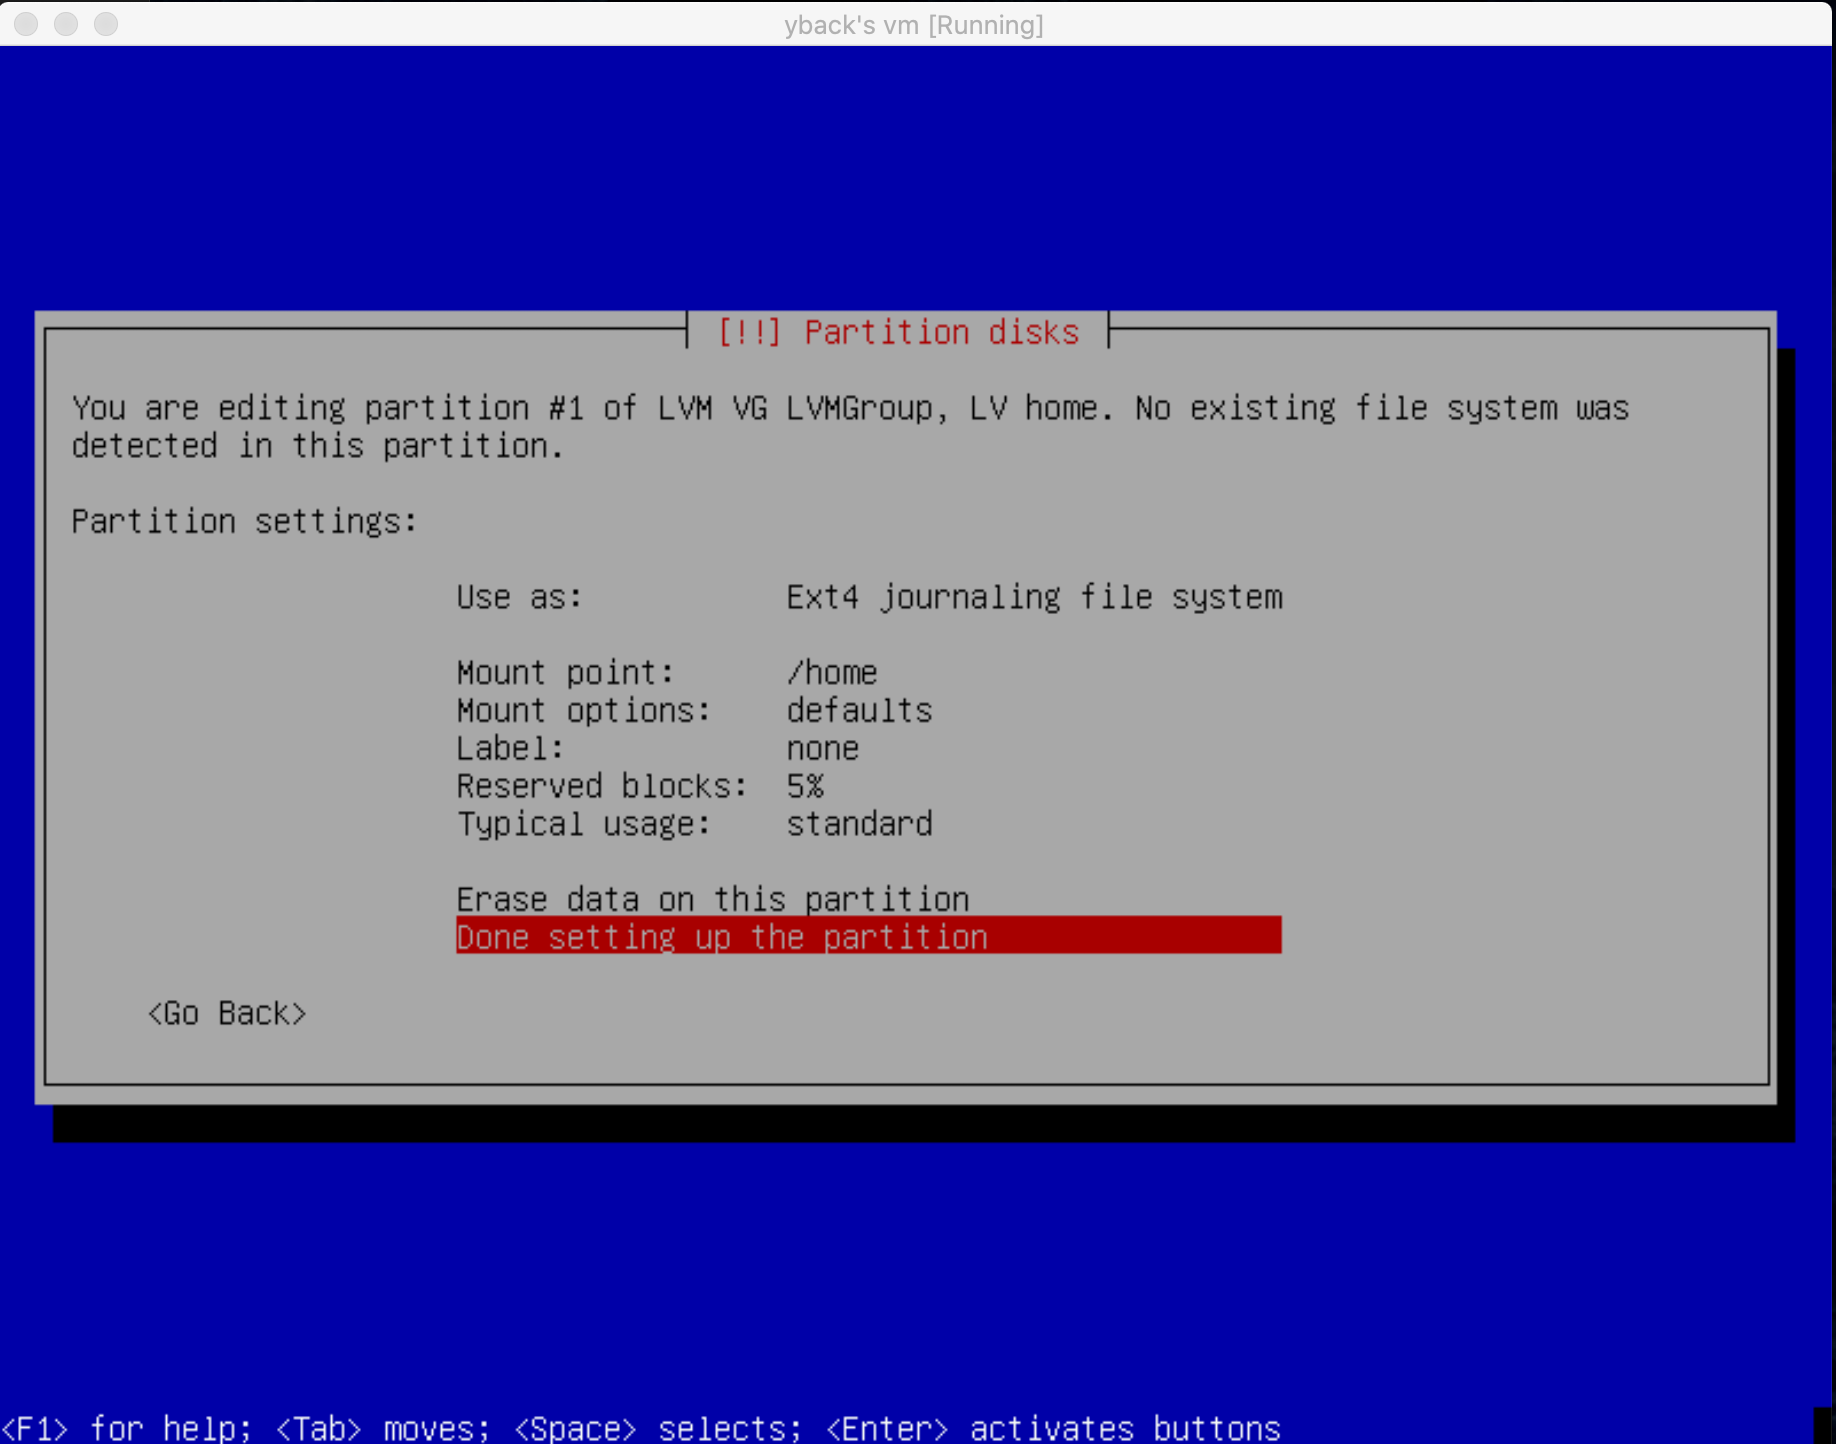 yback's vm [Running]
[!!] Partition disks
You are editing partition #1 of LVM VG LVMGroup, LV home. No existing file system was
detected in this partition.
Partition settings:
Use as: Ext4 journaling file system
Mount point: /home
Mount options: defaults
Label: none
Reserved blocks: 5%
Typical usage: standard
Erase data on this partition
Done setting up the partition
<Go Back>
<F1> for help; <Tab> moves; <Space> selects; <Enter> activates buttons